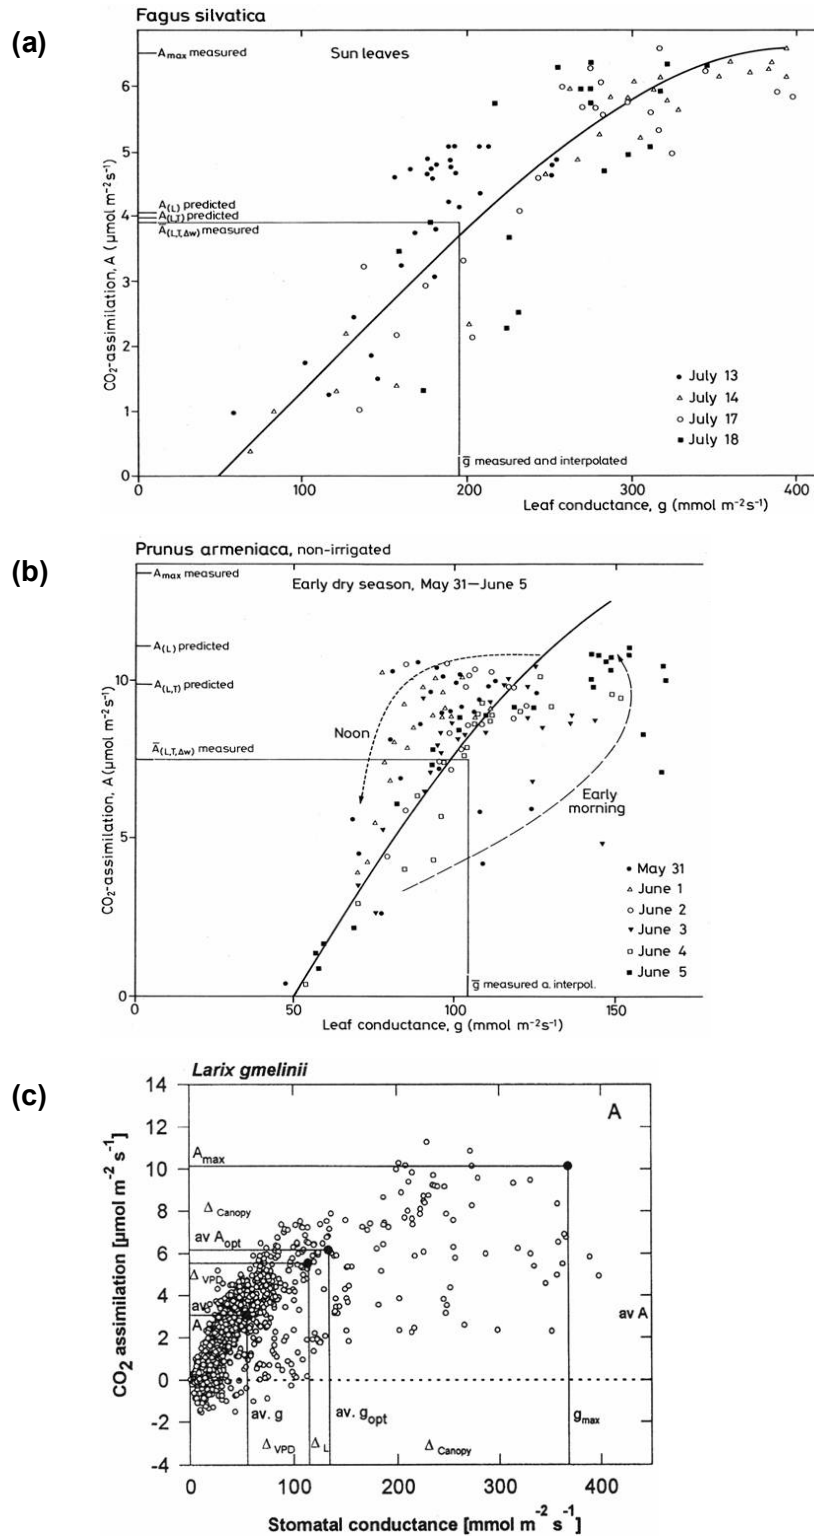 (a)
Fagus silvatica
A_max measured
Sun leaves
A_(L) predicted
A_(L,T) predicted
A̅_(L,T,Δw) measured
CO₂-assimilation, A (μmol m⁻²s⁻¹)
6
5
4
3
2
1
0
July 13
July 14
July 17
July 18
g̅ measured and interpolated
0 100 200 300 400
Leaf conductance, g (mmol m⁻²s⁻¹)
(b)
Prunus armeniaca, non-irrigated
A_max measured
Early dry season, May 31—June 5
A_(L) predicted
A_(L,T) predicted
A̅_(L,T,Δw) measured
Noon
Early
morning
CO₂-assimilation, A (μmol m⁻²s⁻¹)
10
5
0
May 31
June 1
June 2
June 3
June 4
June 5
g̅ measured a. interpol.
0 50 100 150
Leaf conductance, g (mmol m⁻²s⁻¹)
(c)
Larix gmelinii
A
A_max
Δ_Canopy
av A_opt
Δ_VPD
av.
A
av A
CO₂ assimilation [μmol m⁻² s⁻¹]
14
12
10
8
6
4
2
0
-2
-4
av. g
av. g_opt
g_max
Δ_VPD
Δ_L
Δ_Canopy
0 100 200 300 400
Stomatal conductance [mmol m⁻² s⁻¹]